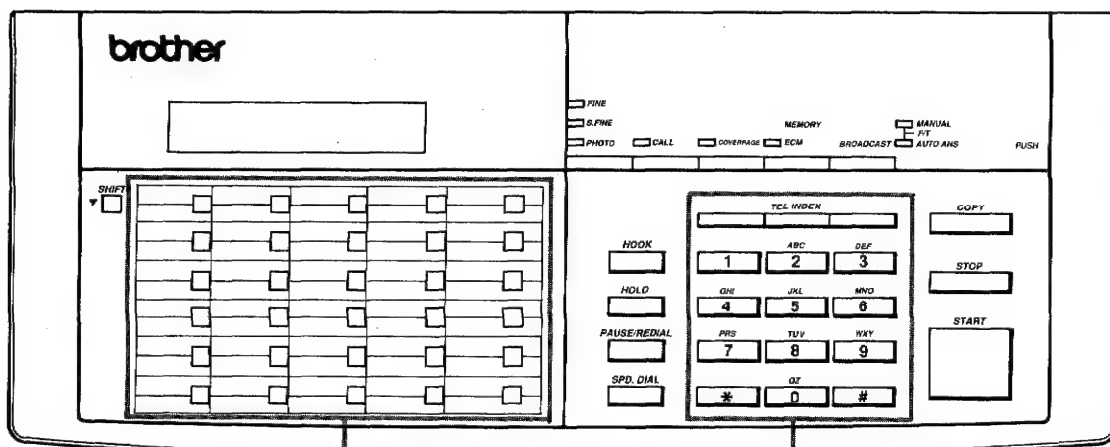 brother
FINE
S.FINE
MEMORY
MANUAL
F/T
PHOTO CALL COVERPAGE ECM BROADCAST AUTO ANS PUSH
SHIFT
TEL INDEX
COPY
HOOK
ABC DEF
1 2 3
STOP
HOLD
GHI JKL MNO
4 5 6
START
PAUSE/REDIAL
PRS TUV WXY
7 8 9
SPD. DIAL
OZ
* 0 #